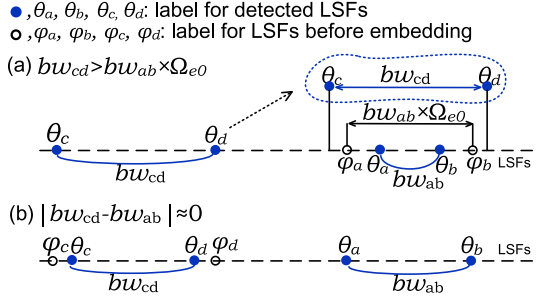 ● ,θa, θb, θc, θd: label for detected LSFs
○ ,φa, φb, φc, φd: label for LSFs before embedding
(a) bwcd>bwab×Ωe0
θc bwcd θd
bwab×Ωe0
θc θd φa θa θb φb LSFs
bwcd bwab
(b) |bwcd-bwab|≈0
φc θc θd φd θa θb LSFs
bwcd bwab